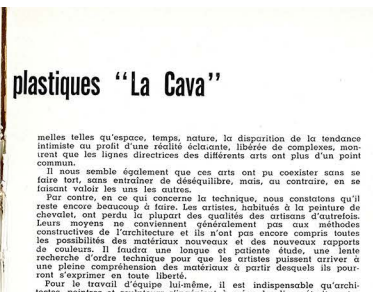 plastiques "La Cava"
melles telles qu'espace, temps, nature, la disparition de la tendance
intimiste au profit d'une réalité éclatante, libérée de complexes, mon-
trent que les lignes directrices des différents arts ont plus d'un point
commun.
Il nous semble également que ces arts ont pu coexister sans se
faire tort, sans entraîner de déséquilibre, mais, au contraire, en se
faisant valoir les uns les autres.
Par contre, en ce qui concerne la technique, nous constatons qu'il
reste encore beaucoup à faire. Les artistes, habitués à la peinture de
chevalet, ont perdu la plupart des qualités des artisans d'autrefois.
Leurs moyens ne conviennent généralement pas aux méthodes
constructives de l'architecture et ils n'ont pas encore compris toutes
les possibilités des matériaux nouveaux et des nouveaux rapports
de couleurs. Il faudra une longue et patiente étude, une lente
recherche d'ordre technique pour que les artistes puissent arriver à
une pleine compréhension des matériaux à partir desquels ils pour-
ront s'exprimer en toute liberté.
Pour le travail d'équipe lui-même, il est indispensable qu'archi-